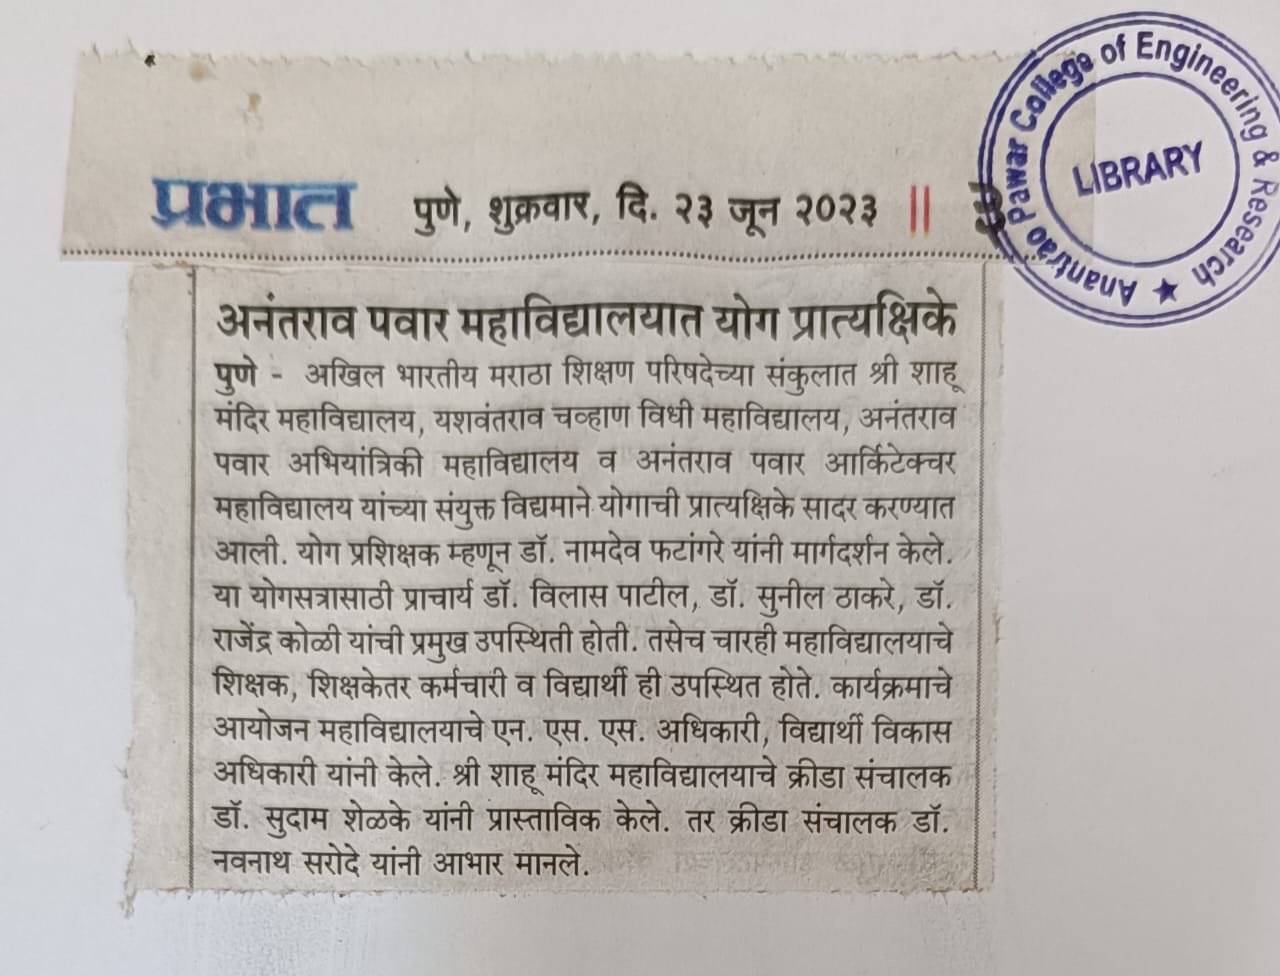 प्रभात पुणे, शुक्रवार, दि. २३ जून २०२३ ||
Anantrao Pawar College of Engineering & Research ★
LIBRARY
अनंतराव पवार महाविद्यालयात योग प्रात्यक्षिके
पुणे - अखिल भारतीय मराठा शिक्षण परिषदेच्या संकुलात श्री शाहू
मंदिर महाविद्यालय, यशवंतराव चव्हाण विधी महाविद्यालय, अनंतराव
पवार अभियांत्रिकी महाविद्यालय व अनंतराव पवार आर्किटेक्चर
महाविद्यालय यांच्या संयुक्त विद्यमाने योगाची प्रात्यक्षिके सादर करण्यात
आली. योग प्रशिक्षक म्हणून डॉ. नामदेव फटांगरे यांनी मार्गदर्शन केले.
या योगसत्रासाठी प्राचार्य डॉ. विलास पाटील, डॉ. सुनील ठाकरे, डॉ.
राजेंद्र कोळी यांची प्रमुख उपस्थिती होती. तसेच चारही महाविद्यालयाचे
शिक्षक, शिक्षकेतर कर्मचारी व विद्यार्थी ही उपस्थित होते. कार्यक्रमाचे
आयोजन महाविद्यालयाचे एन. एस. एस. अधिकारी, विद्यार्थी विकास
अधिकारी यांनी केले. श्री शाहू मंदिर महाविद्यालयाचे क्रीडा संचालक
डॉ. सुदाम शेळके यांनी प्रास्ताविक केले. तर क्रीडा संचालक डॉ.
नवनाथ सरोदे यांनी आभार मानले.